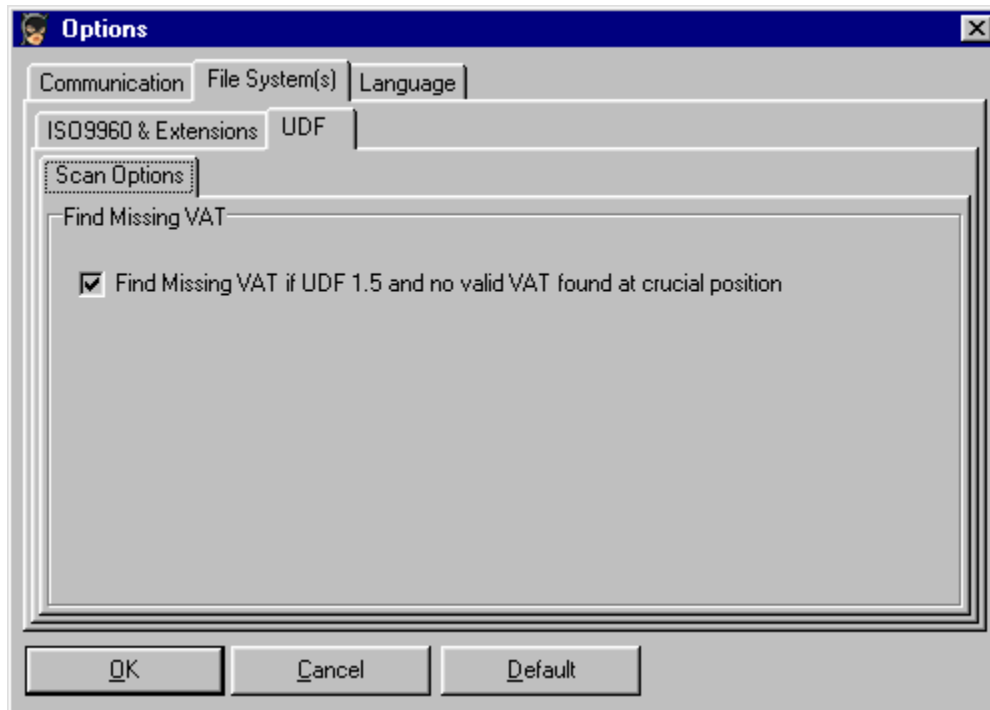 Options
Communication File System(s) Language
ISO9960 & Extensions UDF
Scan Options
Find Missing VAT
Find Missing VAT if UDF 1.5 and no valid VAT found at crucial position
OK Cancel Default